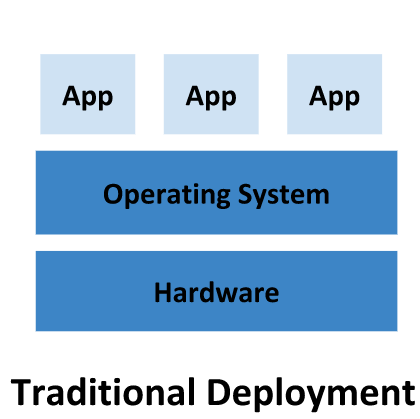 App App App
Operating System
Hardware
Traditional Deployment